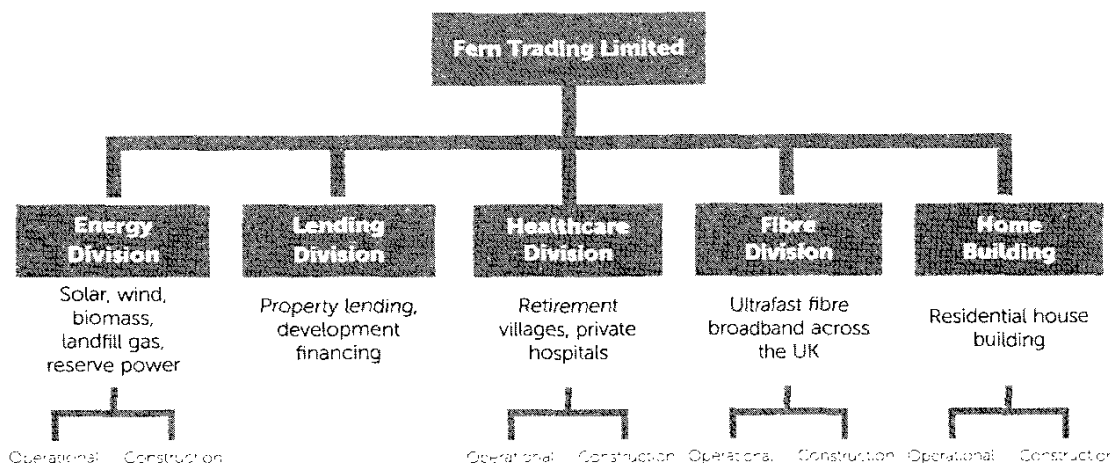 Fern Trading Limited
Energy
Division
Solar, wind,
biomass,
landfill gas,
reserve power
Operational Construction
Lending
Division
Property lending,
development
financing
Healthcare
Division
Retirement
villages, private
hospitals
Operational Construction
Fibre
Division
Ultrafast fibre
broadband across
the UK
Operational Construction
Home
Building
Residential house
building
Operational Construction